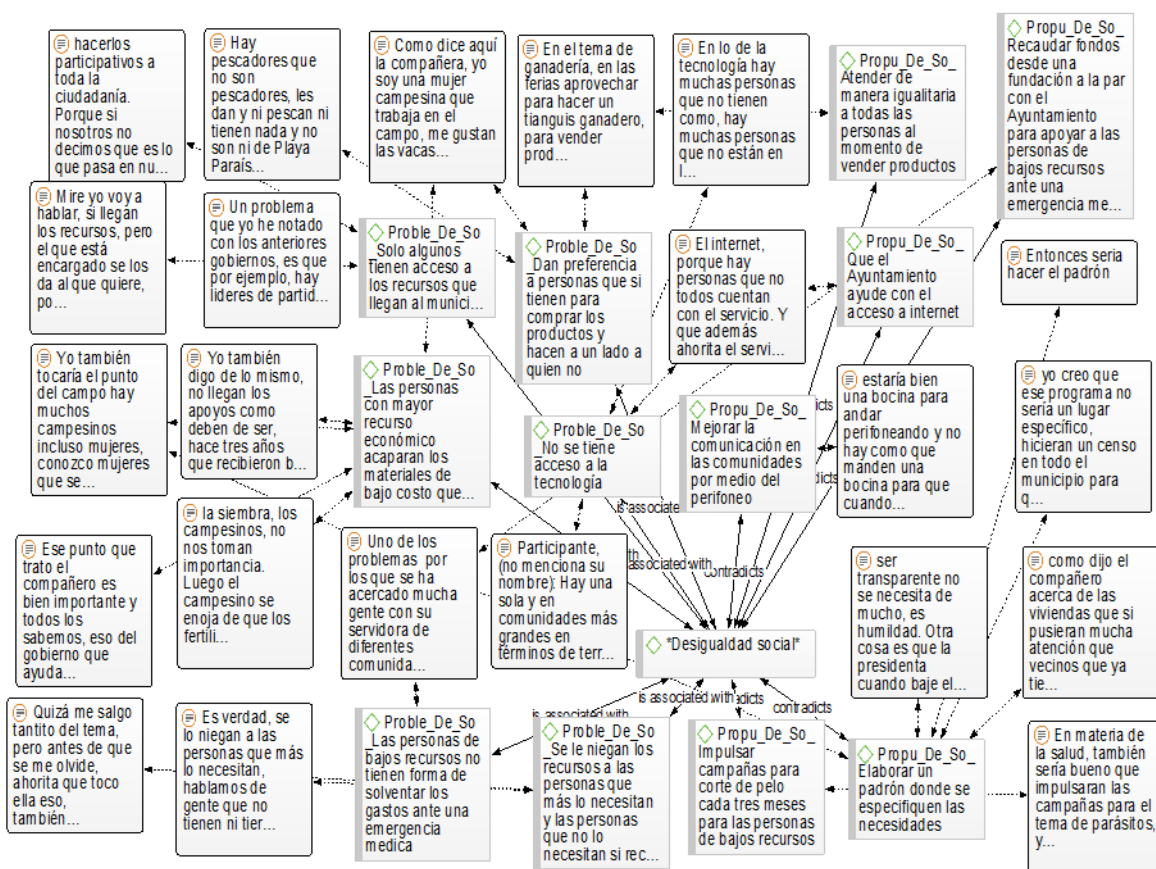 hacerlos
participativos a
toda la
ciudadanía.
Porque si
nosotros no
decimos que es lo
que pasa en nu...
Hay
pescadores que
no son
pescadores, les
dan y ni pescan ni
tienen nada y no
son ni de Playa
Paraís...
Como dice aquí
la compañera, yo
soy una mujer
campesina que
trabaja en el
campo, me gustan
las vacas...
En el tema de
ganadería, en las
ferias aprovechar
para hacer un
tianguis ganadero,
para vender
prod...
En lo de la
tecnología hay
muchas personas
que no tienen
como, hay
muchas personas
que no están en
l...
Propu_De_So_
Atender de
manera igualitaria
a todas las
personas al
momento de
vender productos
Propu_De_So_
Recaudar fondos
desde una
fundación a la par
con el
Ayuntamiento
para apoyar a las
personas de
bajos recursos
ante una
emergencia me...
Mire yo voy a
hablar, si llegan
los recursos, pero
el que está
encargado se los
da al que quiere,
po...
Un problema
que yo he notado
con los anteriores
gobiernos, es que
por ejemplo, hay
lideres de partid...
Proble_De_So
_Solo algunos
tienen acceso a
los recursos que
llegan al munici...
Proble_De_So
_Dan preferencia
a personas que si
tienen para
comprar los
productos y
hacen a un lado a
quien no
El internet,
porque hay
personas que no
todos cuentan
con el servicio. Y
que además
ahorita el servi...
Propu_De_So_
Que el
Ayuntamiento
ayude con el
acceso a internet
Entonces seria
hacer el padrón
Yo también
tocaría el punto
del campo hay
muchos
campesinos
incluso mujeres,
conozco mujeres
que se...
Yo también
digo de lo mismo,
no llegan los
apoyos como
deben de ser,
hace tres años
que recibieron b...
Proble_De_So
_Las personas
con mayor
recurso
económico
acaparan los
materiales de
bajo costo que...
Proble_De_So
_No se tiene
acceso a la
tecnología
Propu_De_So_
Mejorar la
comunicación en
las comunidades
por medio del
perifoneo
estaría bien
una bocina para
andar
perifoneando y no
hay como que
manden una
bocina para que
cuando...
yo creo que
ese programa no
sería un lugar
específico,
hicieran un censo
en todo el
municipio para
q...
Ese punto que
trato el
compañero es
bien importante y
todos los
sabemos, eso del
gobierno que
ayuda...
la siembra, los
campesinos, no
nos toman
importancia.
Luego el
campesino se
enoja de que los
fertili...
Uno de los
problemas por
los que se ha
acercado mucha
gente con su
servidora de
diferentes
comunida...
Participante,
(no menciona su
nombre): Hay una
sola y en
comunidades más
grandes en
términos de terr...
is associated with
associated with
contradicts
dicts
dicts
ser
transparente no
se necesita de
mucho, es
humildad. Otra
cosa es que la
presidenta
cuando baje el...
como dijo el
compañero
acerca de las
viviendas que si
pusieran mucha
atención que
vecinos que ya
tie...
*Desigualdad social*
is associated with
is associated with
dicts
contradicts
Quizá me salgo
tantito del tema,
pero antes de que
se me olvide,
ahorita que toco
ella eso,
también...
Es verdad, se
lo niegan a las
personas que más
lo necesitan,
hablamos de
gente que no
tienen ni tier...
Proble_De_So
_Las personas de
bajos recursos no
tienen forma de
solventar los
gastos ante una
emergencia
medica
Proble_De_So
_Se le niegan los
recursos a las
personas que
más lo necesitan
y las personas
que no lo
necesitan si rec...
Propu_De_So_
Impulsar
campañas para
corte de pelo
cada tres meses
para las personas
de bajos recursos
Propu_De_So_
Elaborar un
padrón donde se
especifiquen las
necesidades
En materia de
la salud, también
sería bueno que
impulsaran las
campañas para el
tema de parásitos,
y...